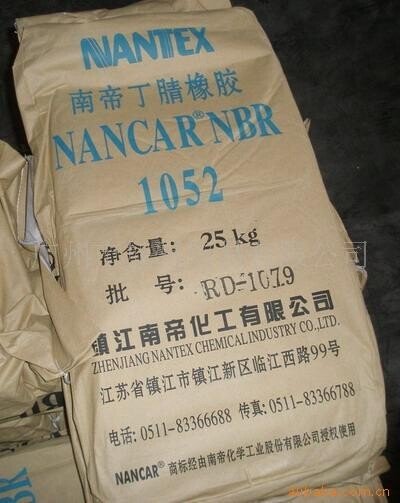 NANTEX
南帝丁腈橡胶
NANCAR®NBR
1052
净含量: 25 kg
批 号: RD-1079
镇江南帝化工有限公司
ZHENJIANG NANTEX CHEMICAL INDUSTRY CO.,LTD.
江苏省镇江市镇江新区临江西路99号
电话: 0511-83366688 传真: 0511-83366788
NANCAR® 商标经由南帝化学工业股份有限公司授权使用
alibaba.com.cn